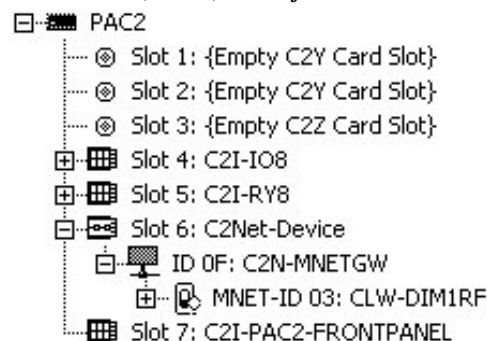 PAC2
Slot 1: {Empty C2Y Card Slot}
Slot 2: {Empty C2Y Card Slot}
Slot 3: {Empty C2Z Card Slot}
Slot 4: C2I-IO8
Slot 5: C2I-RY8
Slot 6: C2Net-Device
ID 0F: C2N-MNETGW
MNET-ID 03: CLW-DIM1RF
Slot 7: C2I-PAC2-FRONTPANEL